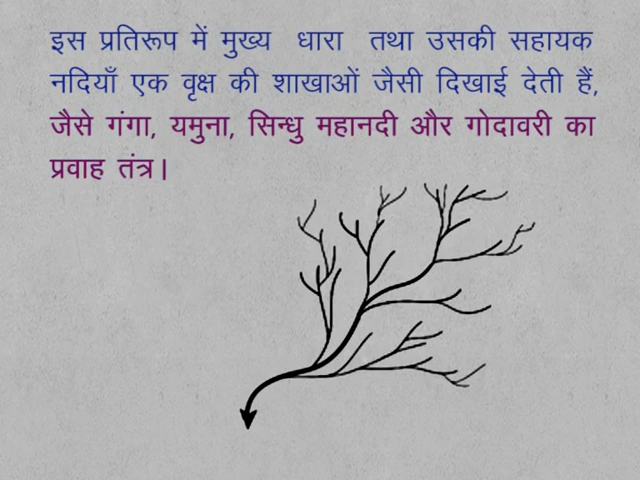 इस प्रतिरूप में मुख्य धारा तथा उसकी सहायक
नदियाँ एक वृक्ष की शाखाओं जैसी दिखाई देती हैं,
जैसे गंगा, यमुना, सिन्धु महानदी और गोदावरी का
प्रवाह तंत्र।